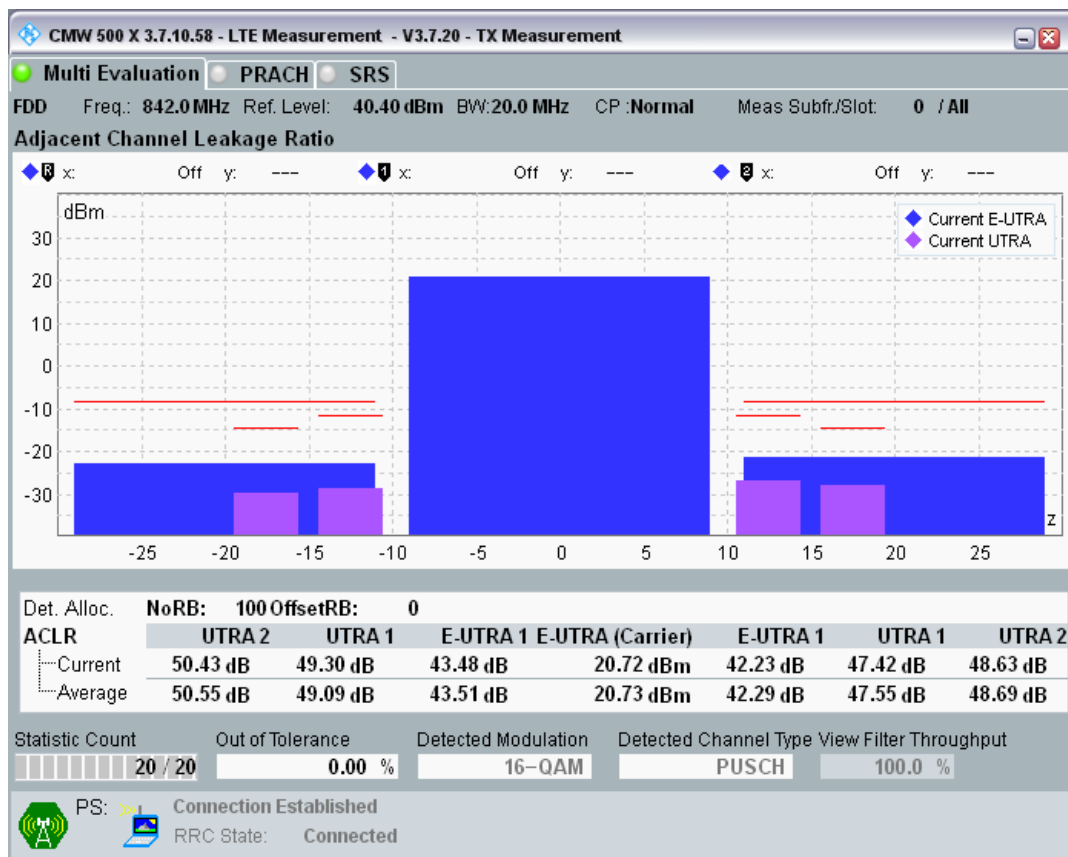 CMW 500 X 3.7.10.58 - LTE Measurement - V3.7.20 - TX Measurement
Multi Evaluation PRACH SRS
FDD Freq.: 842.0 MHz Ref. Level: 40.40 dBm BW:20.0 MHz CP :Normal Meas Subfr./Slot: 0 / All
Adjacent Channel Leakage Ratio
R x: Off y: --- 1 x: Off y: --- 2 x: Off y: ---
dBm
Current E-UTRA
Current UTRA
30
20
10
0
-10
-20
-30
z
-25 -20 -15 -10 -5 0 5 10 15 20 25
Det. Alloc. NoRB: 100 OffsetRB: 0
ACLR UTRA 2 UTRA 1 E-UTRA 1 E-UTRA (Carrier) E-UTRA 1 UTRA 1 UTRA 2
Current 50.43 dB 49.30 dB 43.48 dB 20.72 dBm 42.23 dB 47.42 dB 48.63 dB
Average 50.55 dB 49.09 dB 43.51 dB 20.73 dBm 42.29 dB 47.55 dB 48.69 dB
Statistic Count Out of Tolerance Detected Modulation Detected Channel Type View Filter Throughput
20 / 20 0.00 % 16-QAM PUSCH 100.0 %
PS: Connection Established
RRC State: Connected